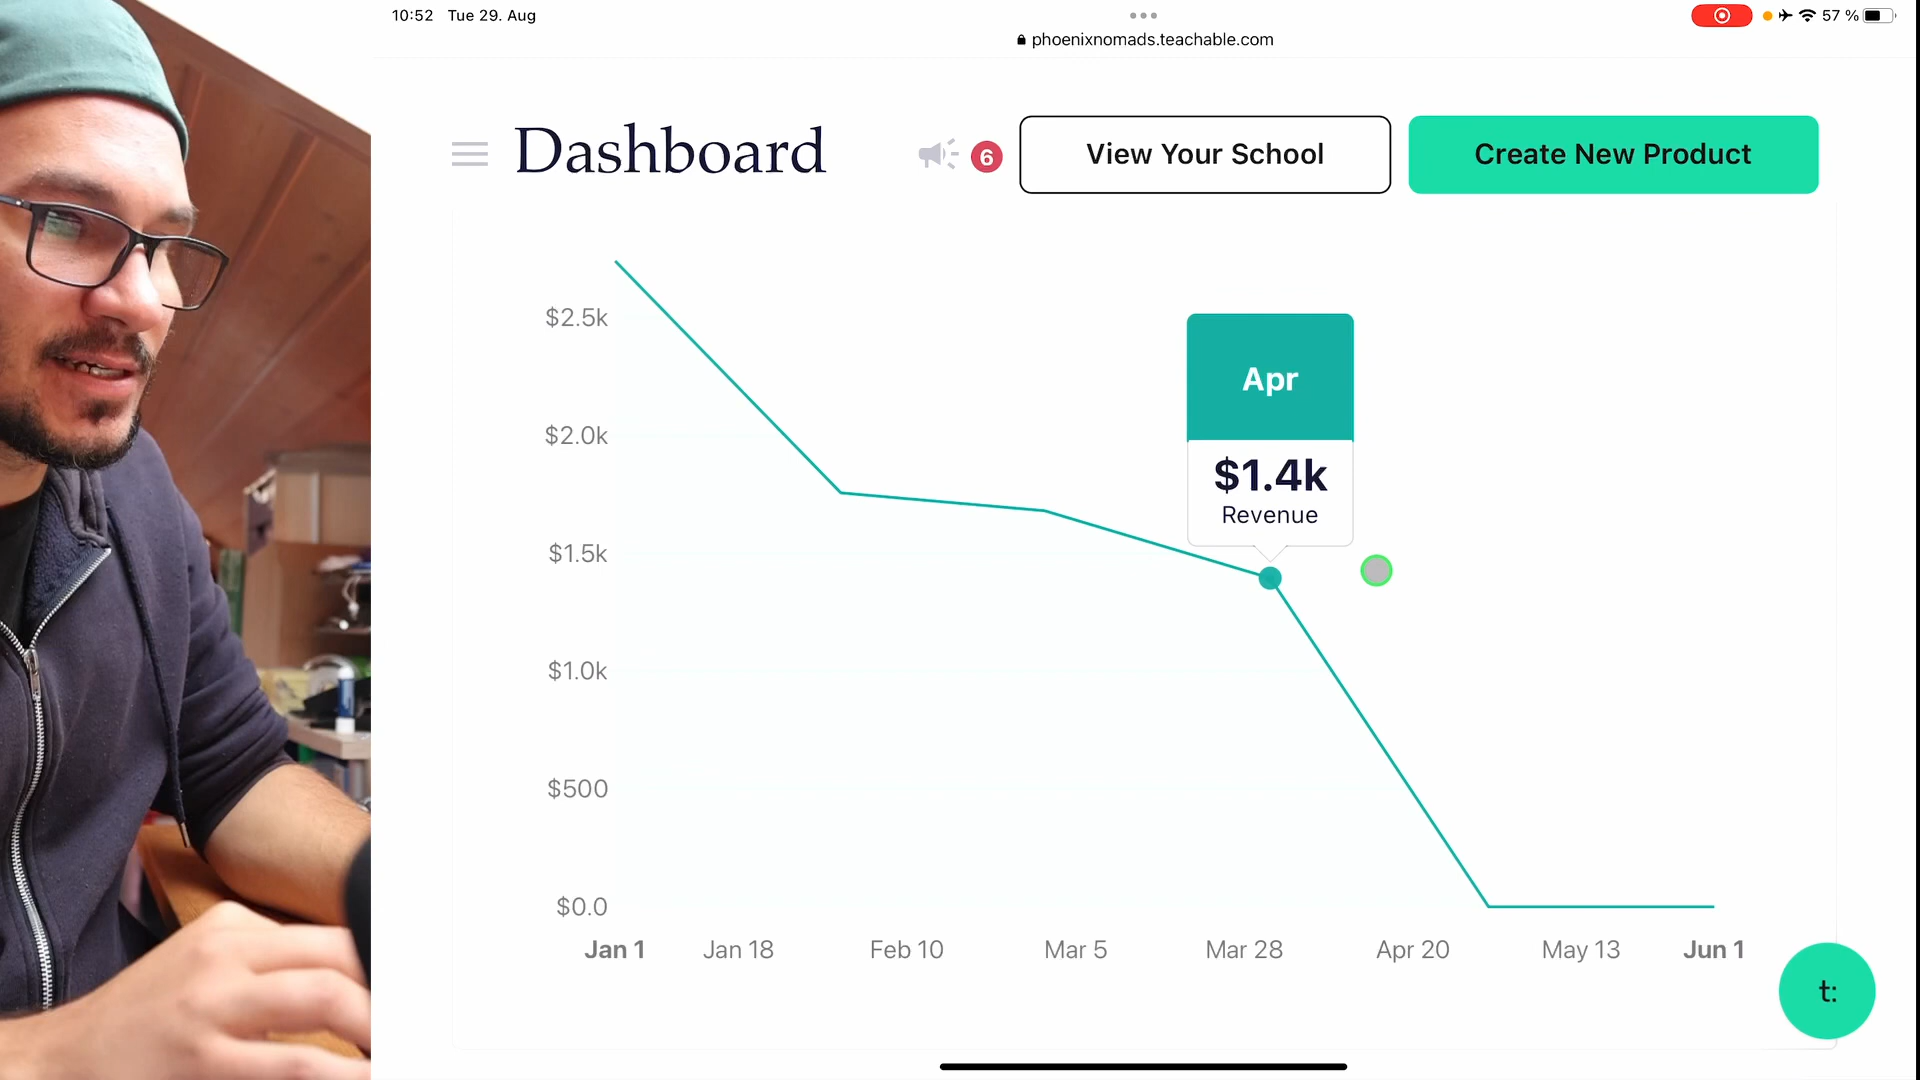 10:52 Tue 29. Aug
57 %
phoenixnomads.teachable.com
Dashboard
6
View Your School
Create New Product
$2.5k
$2.0k
$1.5k
$1.0k
$500
$0.0
Apr
$1.4k
Revenue
Jan 1
Jan 18
Feb 10
Mar 5
Mar 28
Apr 20
May 13
Jun 1
t: